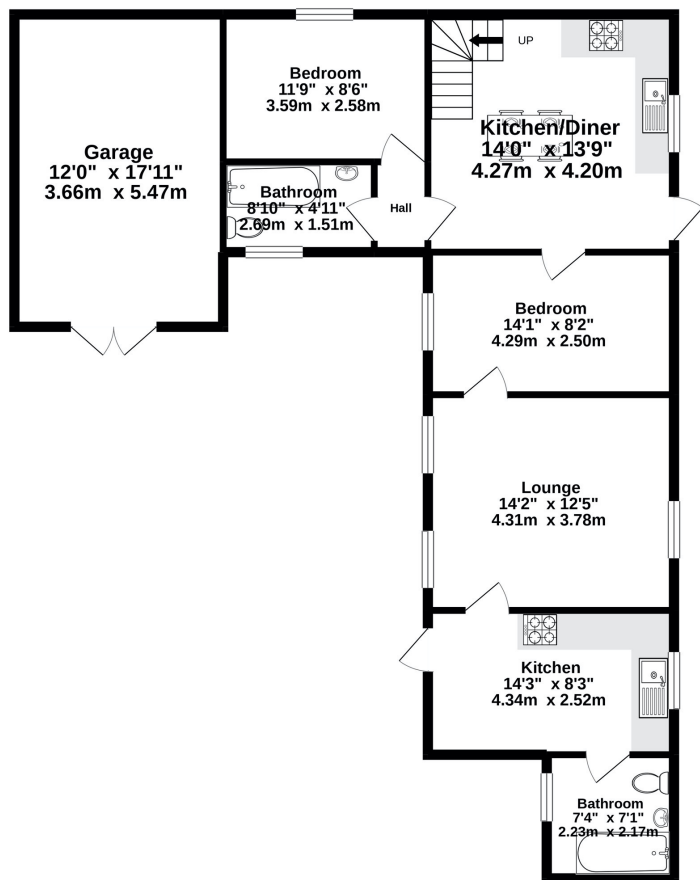 Garage
12'0" x 17'11"
3.66m x 5.47m
Bedroom
11'9" x 8'6"
3.59m x 2.58m
UP
Kitchen/Diner
14'0" x 13'9"
4.27m x 4.20m
Bathroom
8'10" x 4'11"
2.69m x 1.51m
Hall
Bedroom
14'1" x 8'2"
4.29m x 2.50m
Lounge
14'2" x 12'5"
4.31m x 3.78m
Kitchen
14'3" x 8'3"
4.34m x 2.52m
Bathroom
7'4" x 7'1"
2.23m x 2.17m